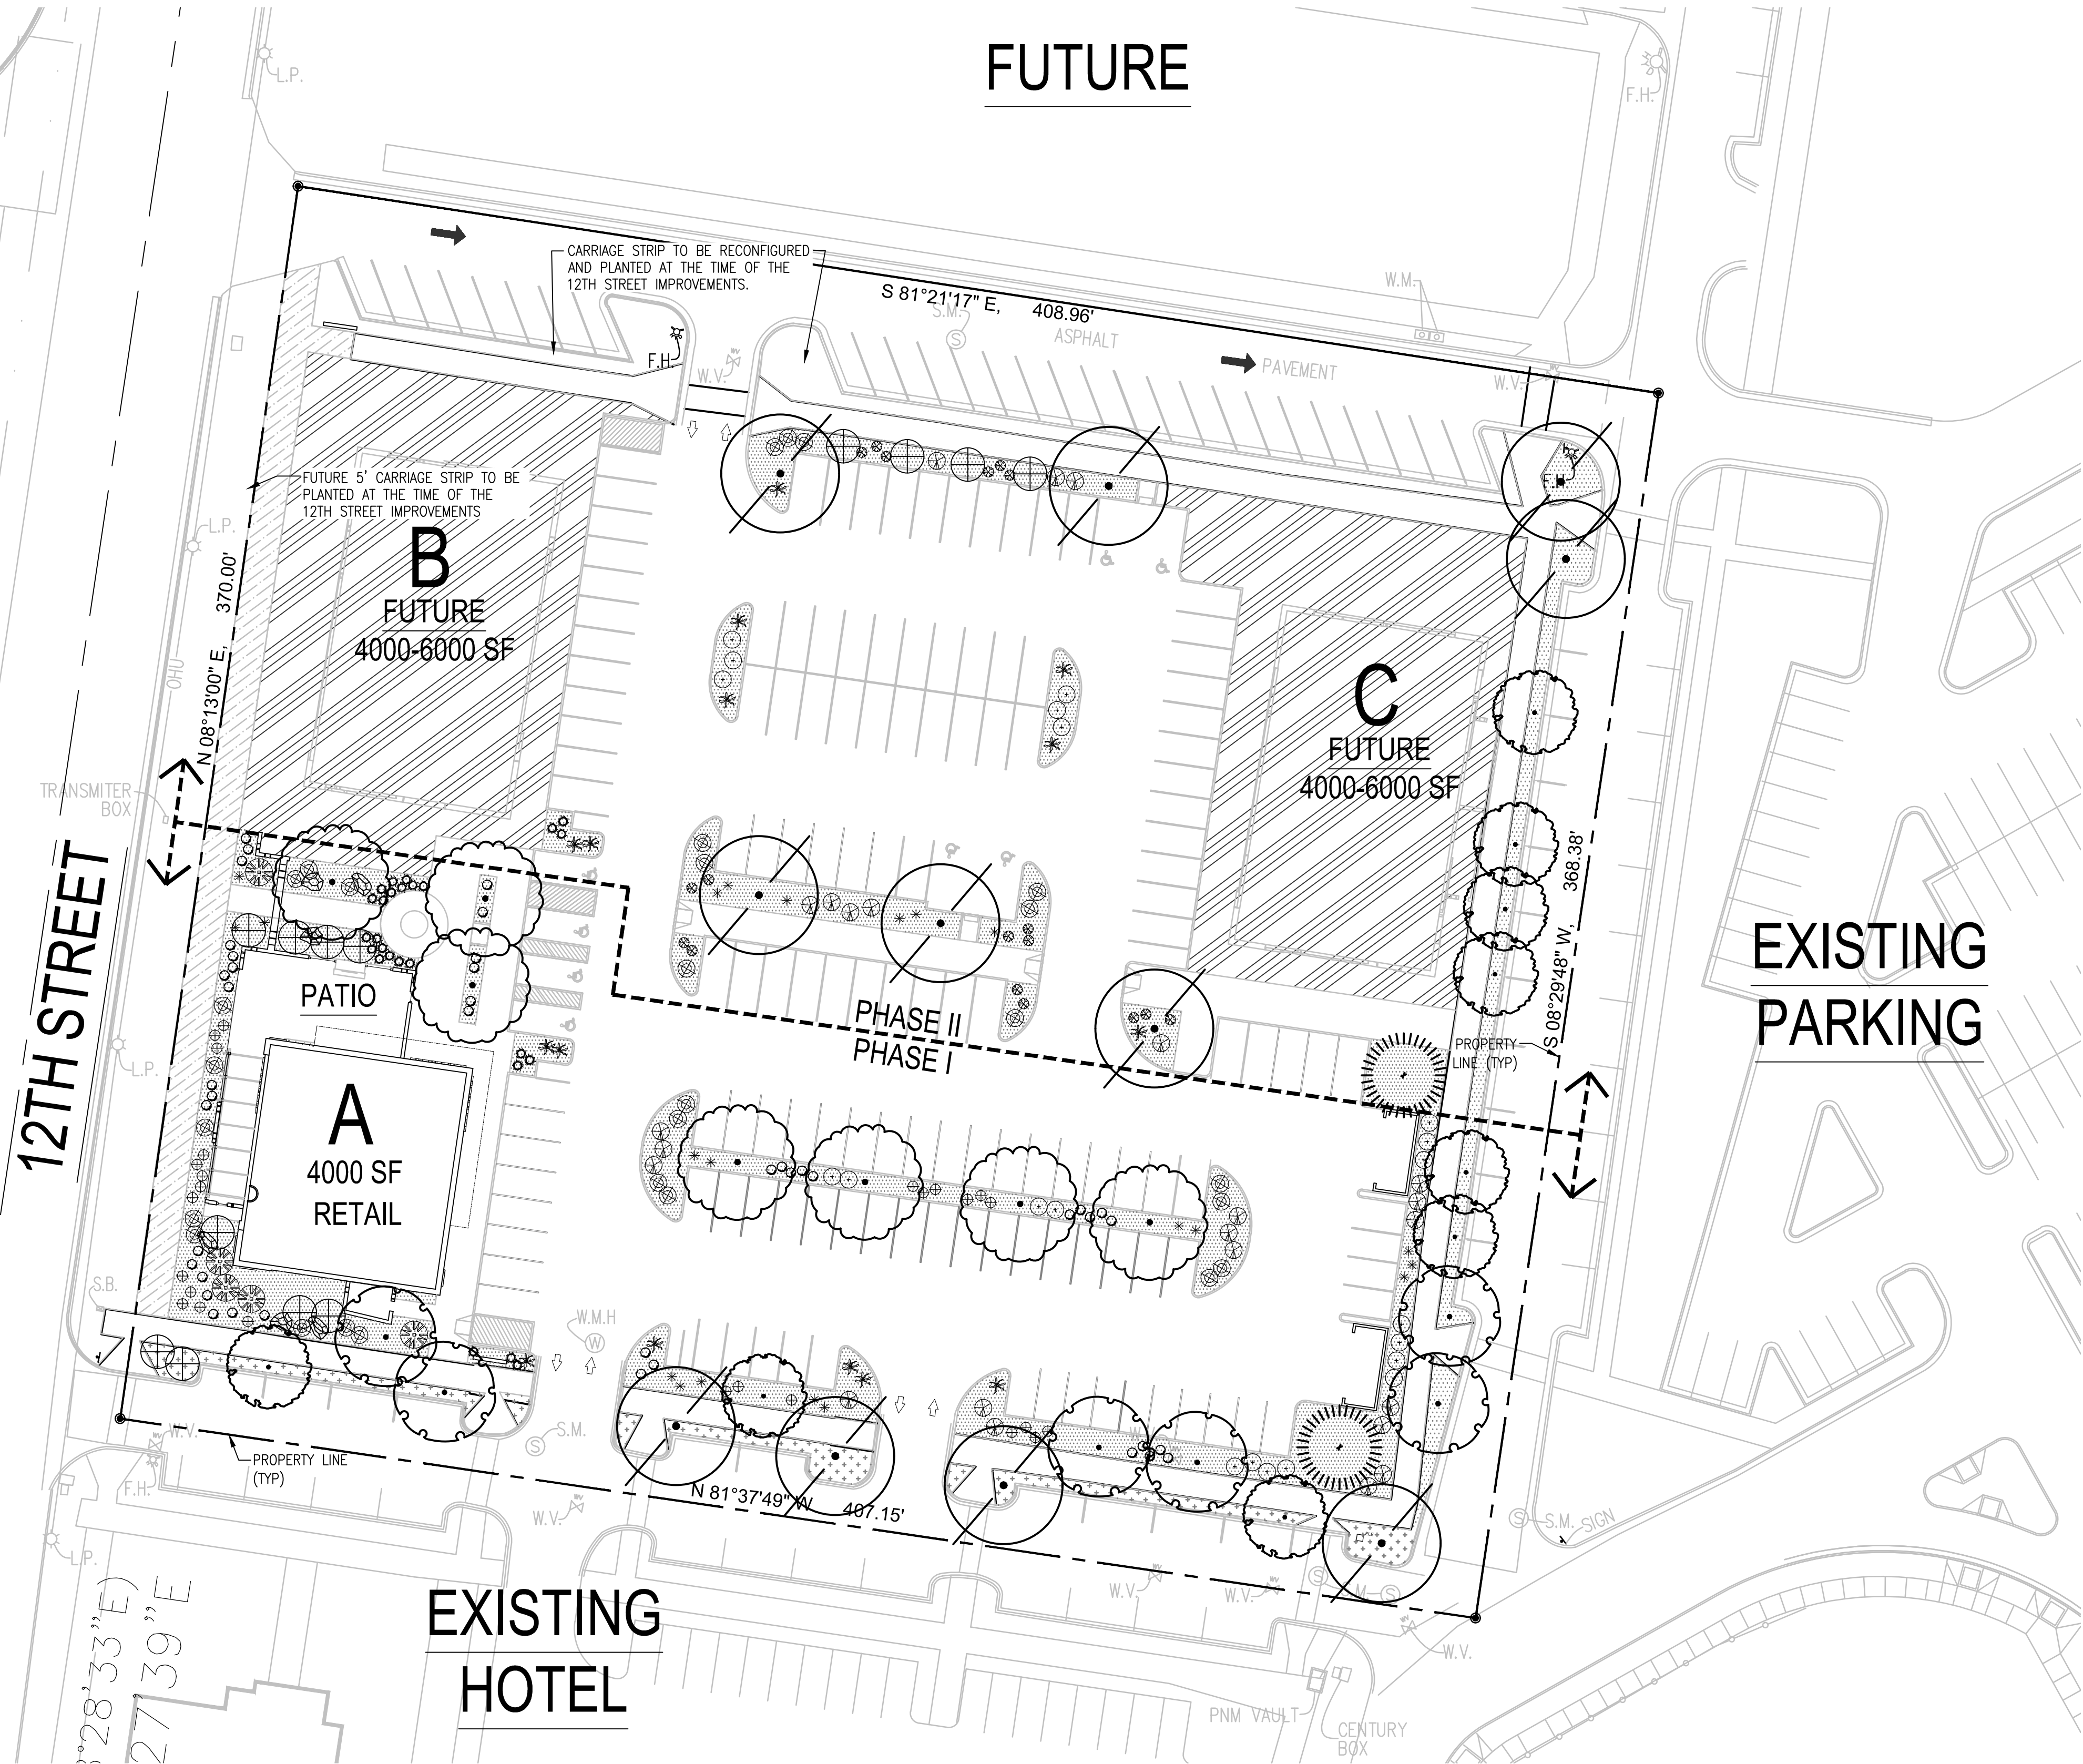 FUTURE
L.P.
F.H.
CARRIAGE STRIP TO BE RECONFIGURED
AND PLANTED AT THE TIME OF THE
12TH STREET IMPROVEMENTS.
S 81°21'17" E, 408.96'
S.M.
S
ASPHALT
W.M.
F.H.
W.V.
PAVEMENT
W.V.
FUTURE 5' CARRIAGE STRIP TO BE
PLANTED AT THE TIME OF THE
12TH STREET IMPROVEMENTS
F.H.
L.P.
B
FUTURE
4000-6000 SF
N 08°13'00" E, 370.00'
OHU
C
FUTURE
4000-6000 SF
TRANSMITER
BOX
12TH STREET
S 08°29'48" W, 368.38'
EXISTING
PARKING
PATIO
PHASE II
PHASE I
PROPERTY
LINE (TYP)
L.P.
A
4000 SF
RETAIL
S.B.
W.M.H
W
S.M.
S
W.V.
PROPERTY LINE
(TYP)
F.H.
N 81°37'49" W 407.15'
W.V.
S
S.M.
SIGN
L.P.
W.V.
W.V.
S
S
W.V.
EXISTING
HOTEL
°28'33"E)
27'39"E
PNM VAULT
CENTURY
BOX